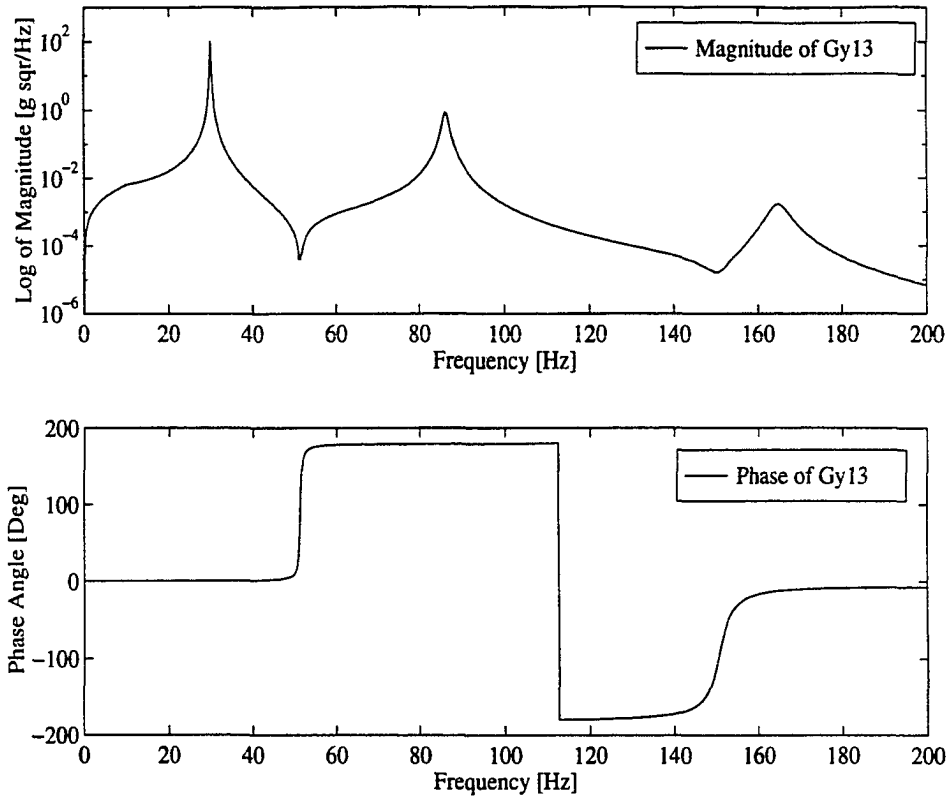 Log of Magnitude [g sqr/Hz]
10^2
10^0
10^-2
10^-4
10^-6
Magnitude of Gy13
0 20 40 60 80 100 120 140 160 180 200
Frequency [Hz]
Phase Angle [Deg]
200
100
0
-100
-200
Phase of Gy13
0 20 40 60 80 100 120 140 160 180 200
Frequency [Hz]